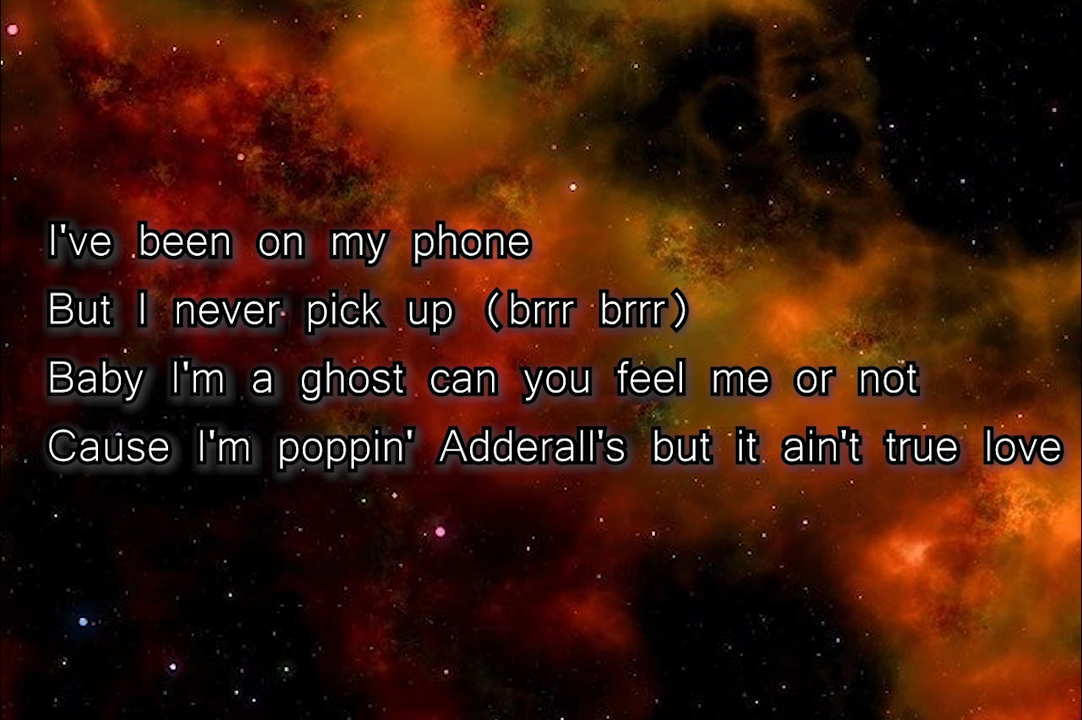 I've been on my phone
But I never pick up (brrr brrr)
Baby I'm a ghost can you feel me or not
Cause I'm poppin' Adderall's but it ain't true love